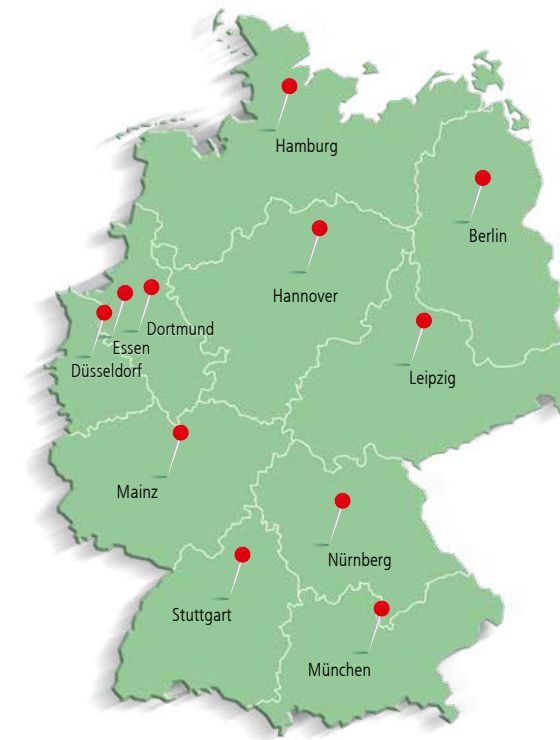 Hamburg
Berlin
Hannover
Dortmund
Essen
Düsseldorf
Leipzig
Mainz
Nürnberg
Stuttgart
München